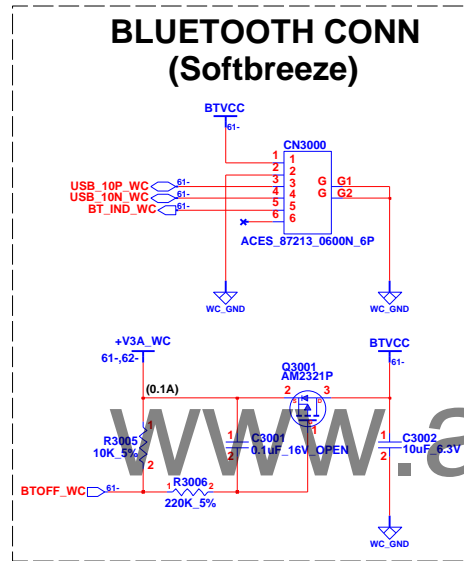 BLUETOOTH CONN
(Softbreeze)
BTVCC
61-
CN3000
1 1
2 2
USB_10P_WC 61- 3 3 G G1
USB_10N_WC 61- 4 4 G G2
BT_IND_WC 61- 5 5
6 6
ACES_87213_0600N_6P
WC_GND WC_GND
+V3A_WC
61-,62-
Q3001
AM2321P
BTVCC
61-
(0.1A)
2 3
S D
G
1
R3005
10K_5%
1
2
C3001
0.1uF_16V_OPEN
1
2
C3002
10uF_6.3V
1
2
www.a
BTOFF_WC 61-
R3006
1 2
220K_5%
WC_GND